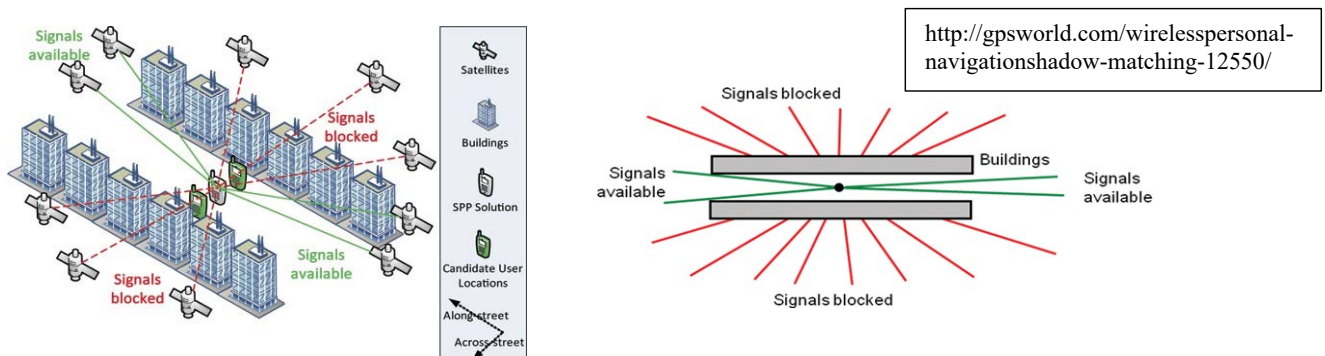 Signals
available
Signals
blocked
Signals
available
Signals
blocked
Satellites
Buildings
SPP Solution
Candidate User
Locations
Along street
Across street
http://gpsworld.com/wirelesspersonal-
navigationshadow-matching-12550/
Signals blocked
Buildings
Signals
available
Signals
available
Signals blocked